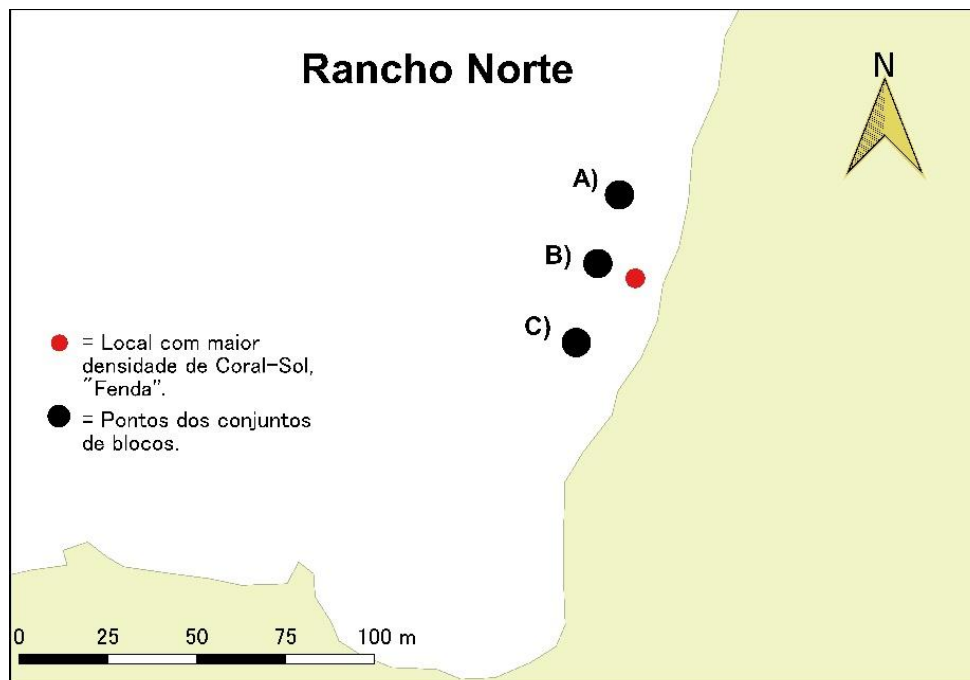 Rancho Norte
N
A)
B)
C)
= Local com maior
densidade de Coral-Sol,
"Fenda".
= Pontos dos conjuntos
de blocos.
0 25 50 75 100 m